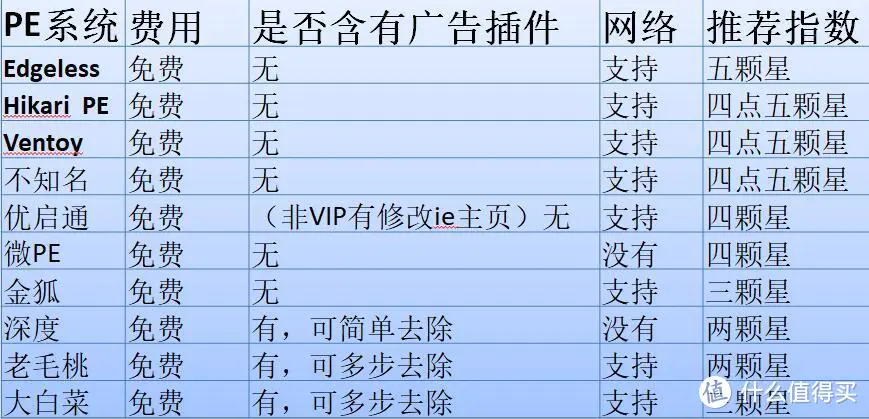 PE系统 费用 是否含有广告插件 网络 推荐指数
Edgeless 免费 无 支持 五颗星
Hikari PE 免费 无 支持 四点五颗星
Ventoy 免费 无 支持 四点五颗星
不知名 免费 无 支持 四点五颗星
优启通 免费 （非VIP有修改ie主页）无 支持 四颗星
微PE 免费 无 没有 四颗星
金狐 免费 无 支持 三颗星
深度 免费 有，可简单去除 没有 两颗星
老毛桃 免费 有，可多步去除 支持 两颗星
大白菜 免费 有，可多步去除 支持 颗星
值 什么值得买